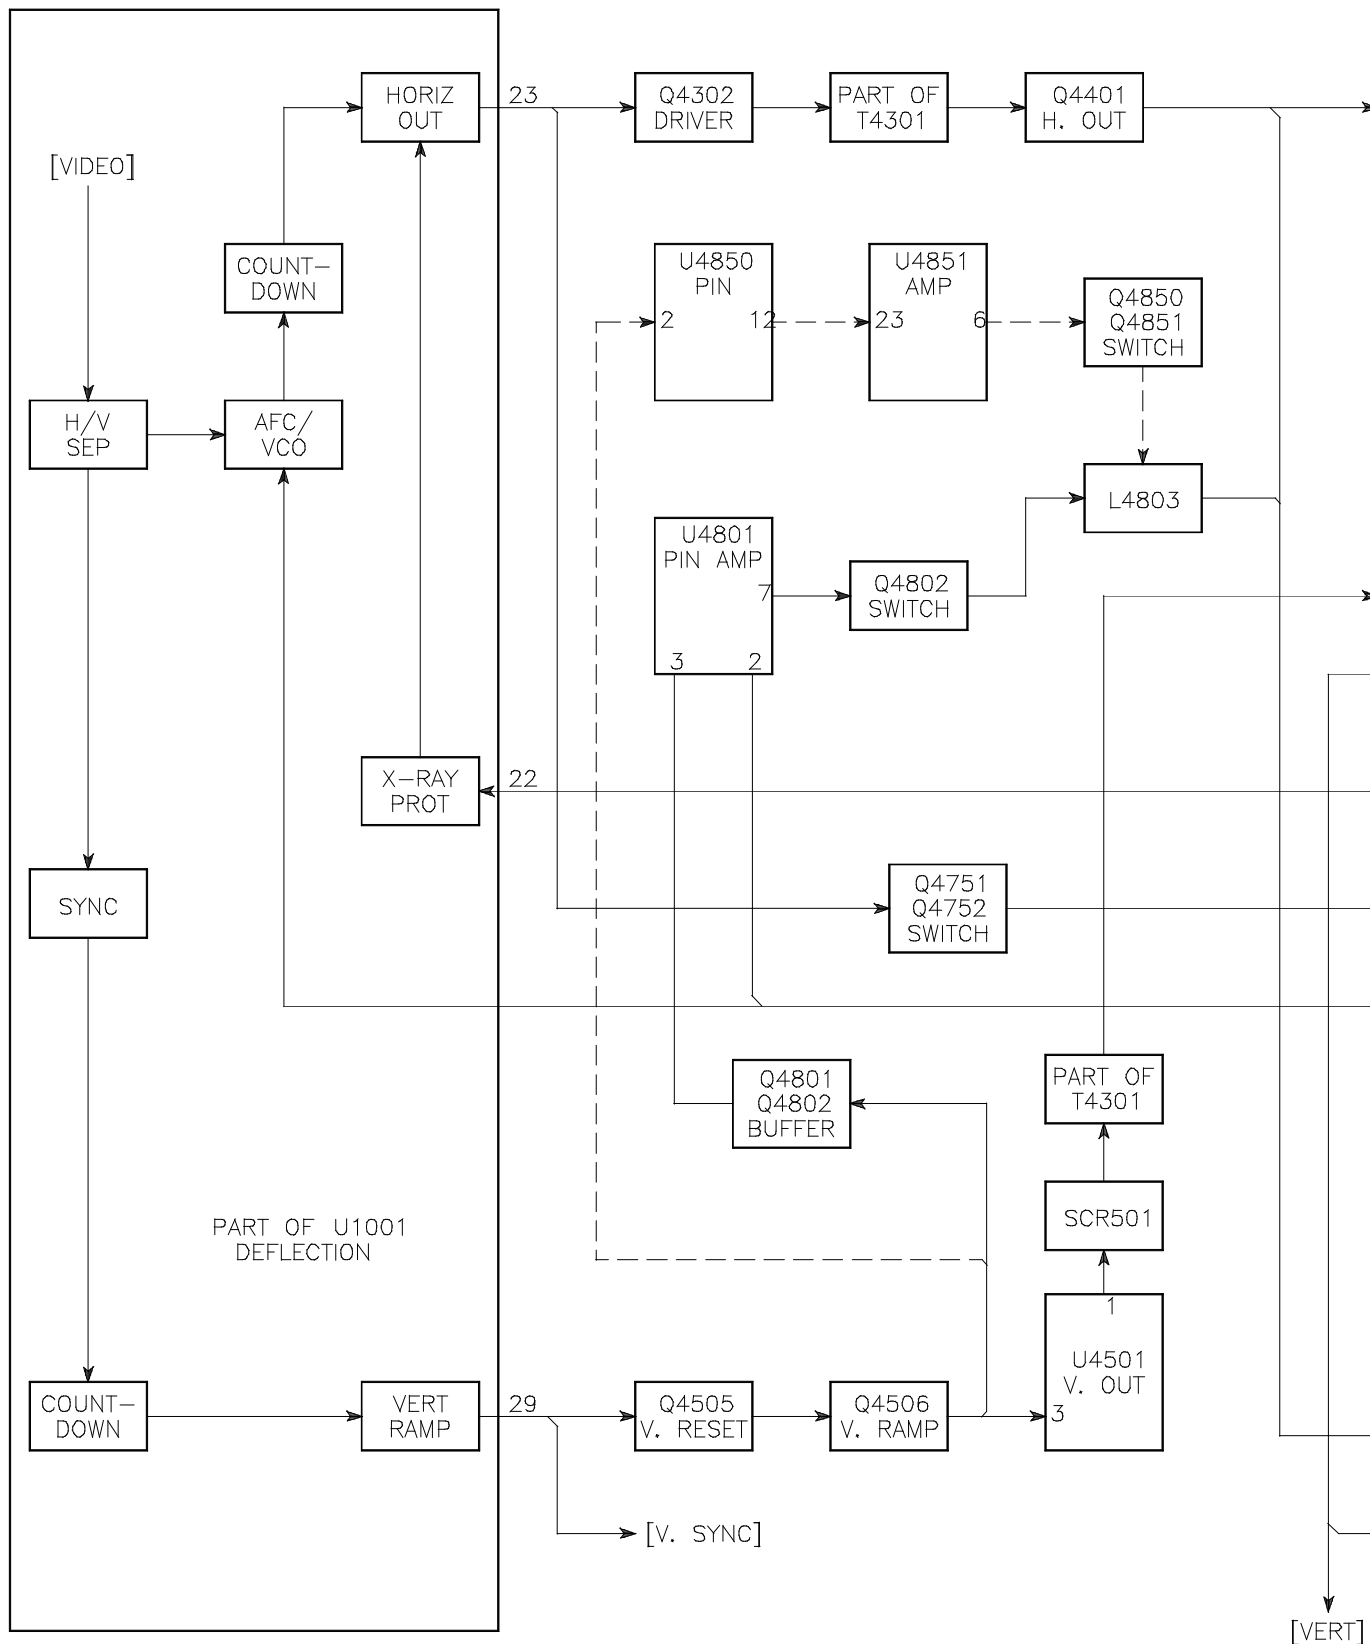 HORIZ
OUT
23
Q4302
DRIVER
PART OF
T4301
Q4401
H. OUT
[VIDEO]
COUNT-
DOWN
U4850
PIN
2
12
U4851
AMP
23
6
Q4850
Q4851
SWITCH
H/V
SEP
AFC/
VCO
L4803
U4801
PIN AMP
7
3
2
Q4802
SWITCH
X-RAY
PROT
22
SYNC
Q4751
Q4752
SWITCH
Q4801
Q4802
BUFFER
PART OF
T4301
SCR501
PART OF U1001
DEFLECTION
1
U4501
V. OUT
3
COUNT-
DOWN
VERT
RAMP
29
Q4505
V. RESET
Q4506
V. RAMP
[V. SYNC]
[VERT]